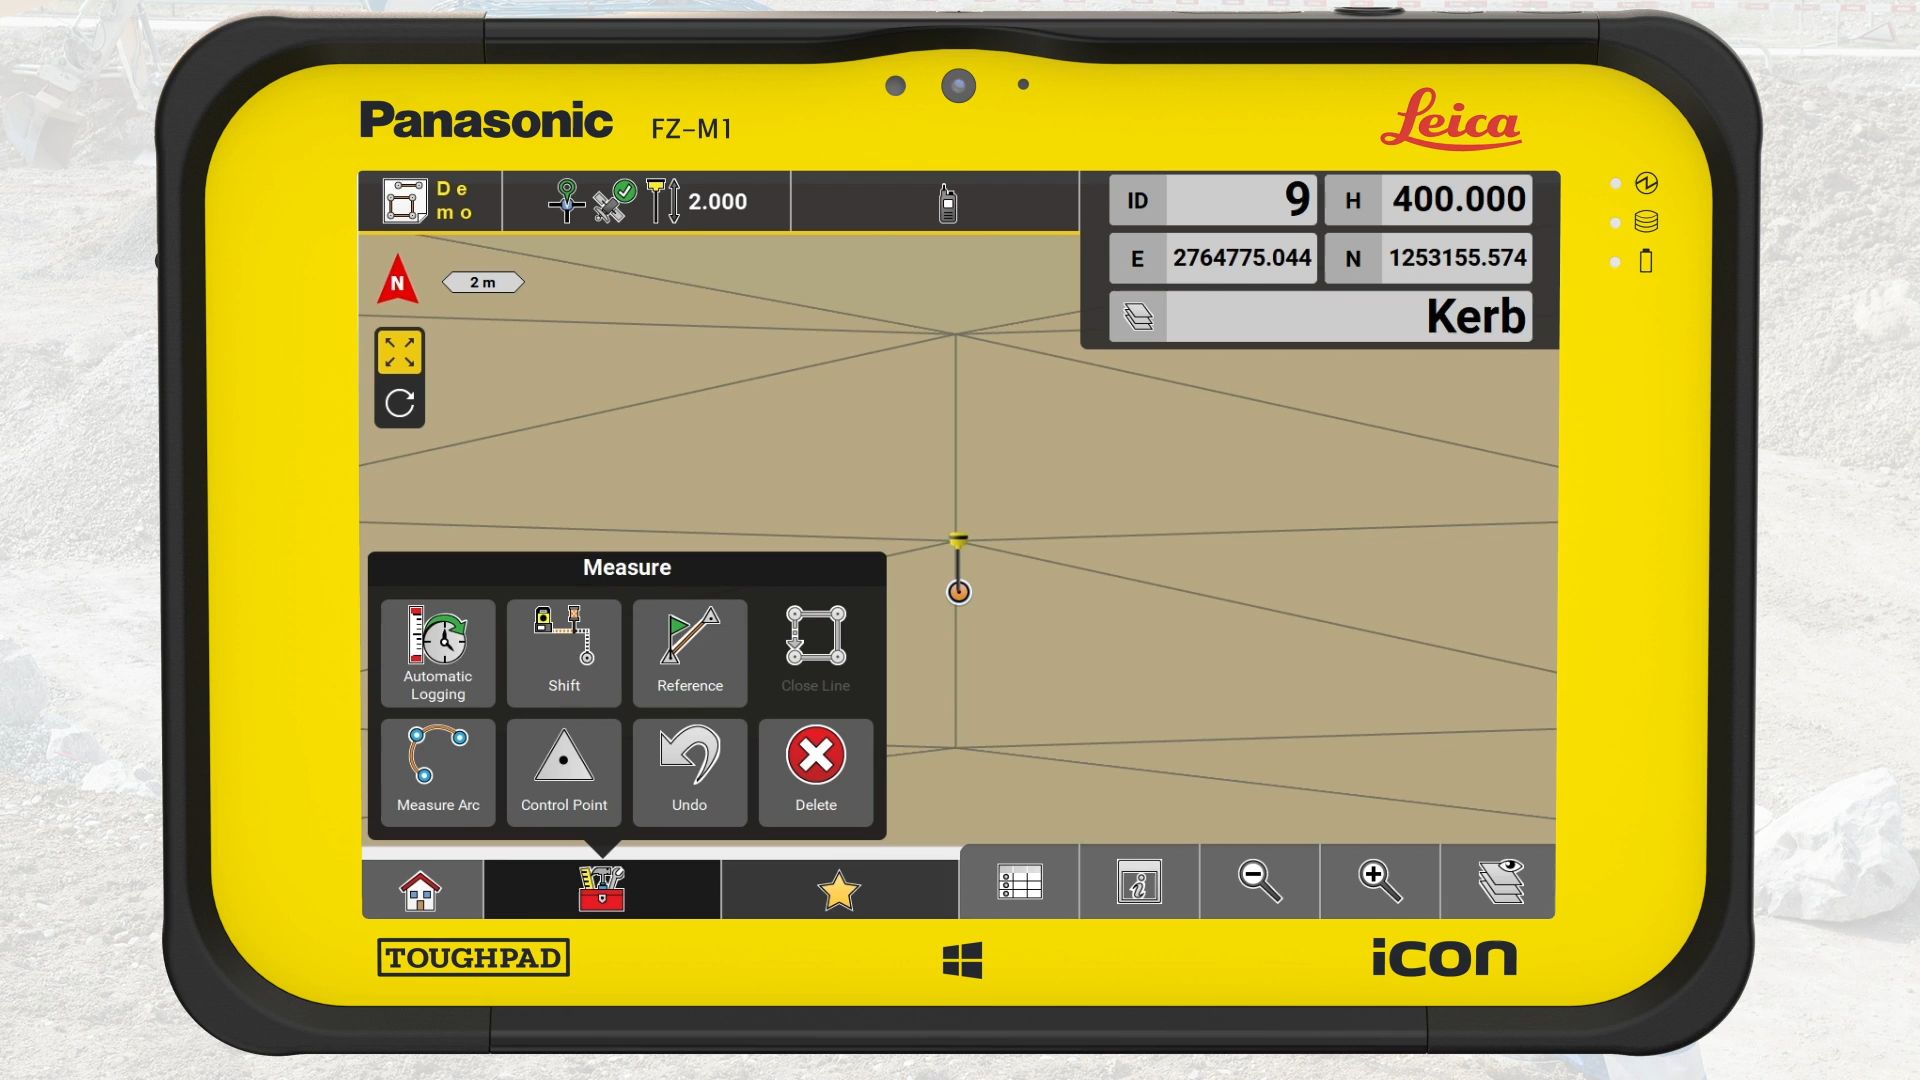 Panasonic FZ-M1
Leica
De
mo
2.000
ID 9 H 400.000
E 2764775.044 N 1253155.574
Kerb
N
2 m
Measure
Automatic
Logging
Shift
Reference
Close Line
Measure Arc
Control Point
Undo
Delete
TOUGHPAD
icon